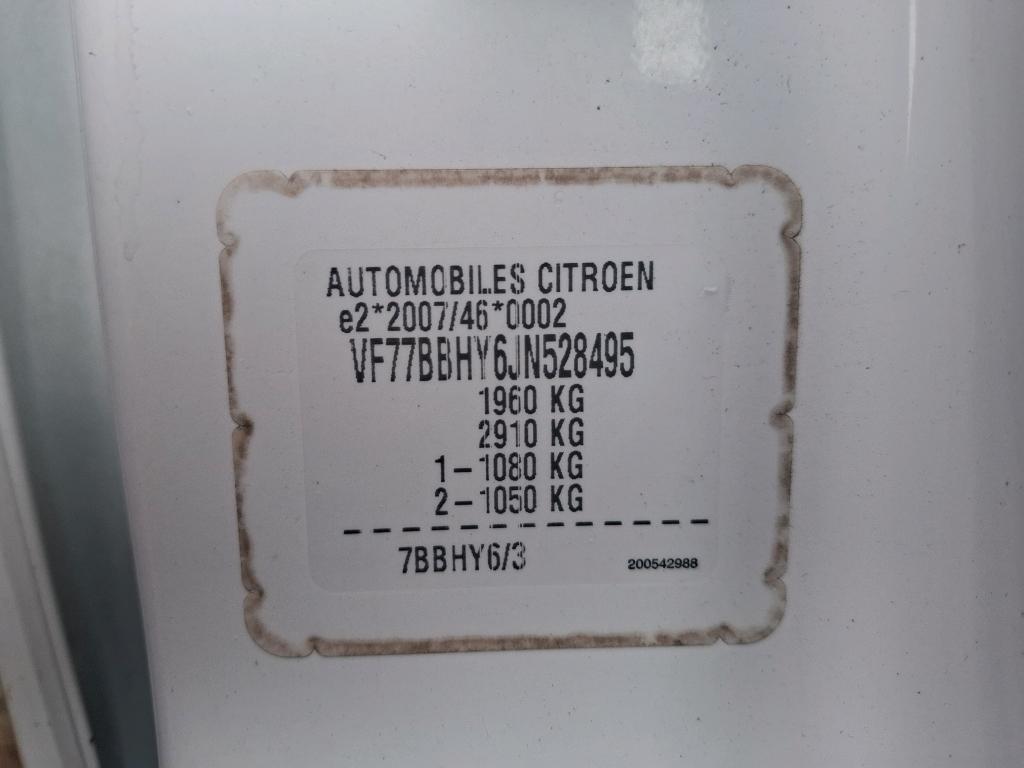 AUTOMOBILES CITROEN
e2*2007/46*0002
VF77BBHY6JN528495
1960 KG
2910 KG
1-1080 KG
2-1050 KG
7BBHY6/3
200542988